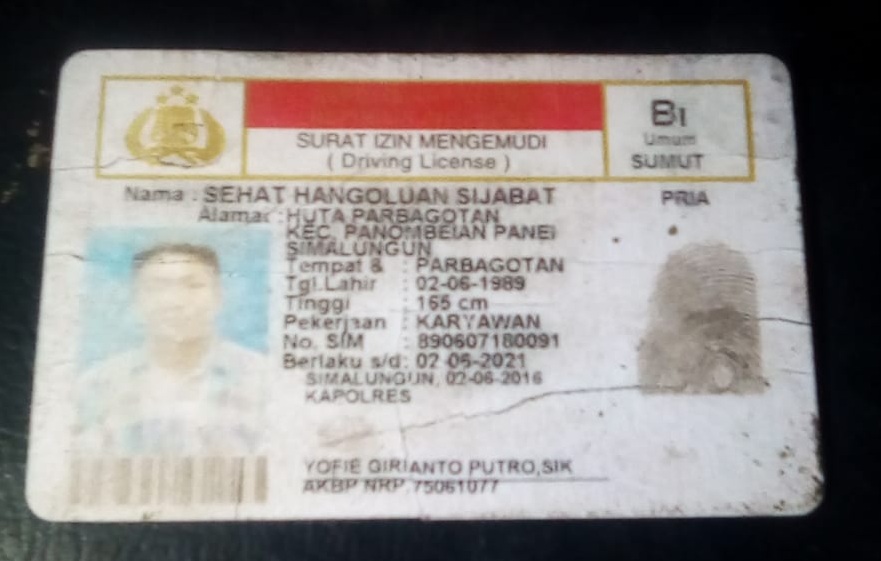 SURAT IZIN MENGEMUDI
( Driving License )
BI
Umum
SUMUT
Nama : SEHAT HANGOLUAN SIJABAT
PRIA
Alamat : HUTA PARBAGOTAN
KEC. PANOMBEIAN PANEI
SIMALUNGUN
Tempat & : PARBAGOTAN
Tgl.Lahir : 02-06-1989
Tinggi : 165 cm
Pekerjaan : KARYAWAN
No. SIM : 890607180091
Berlaku s/d : 02-06-2021
SIMALUNGUN, 02-06-2016
KAPOLRES
YOFIE GIRIANTO PUTRO,SIK
AKBP NRP.75061077